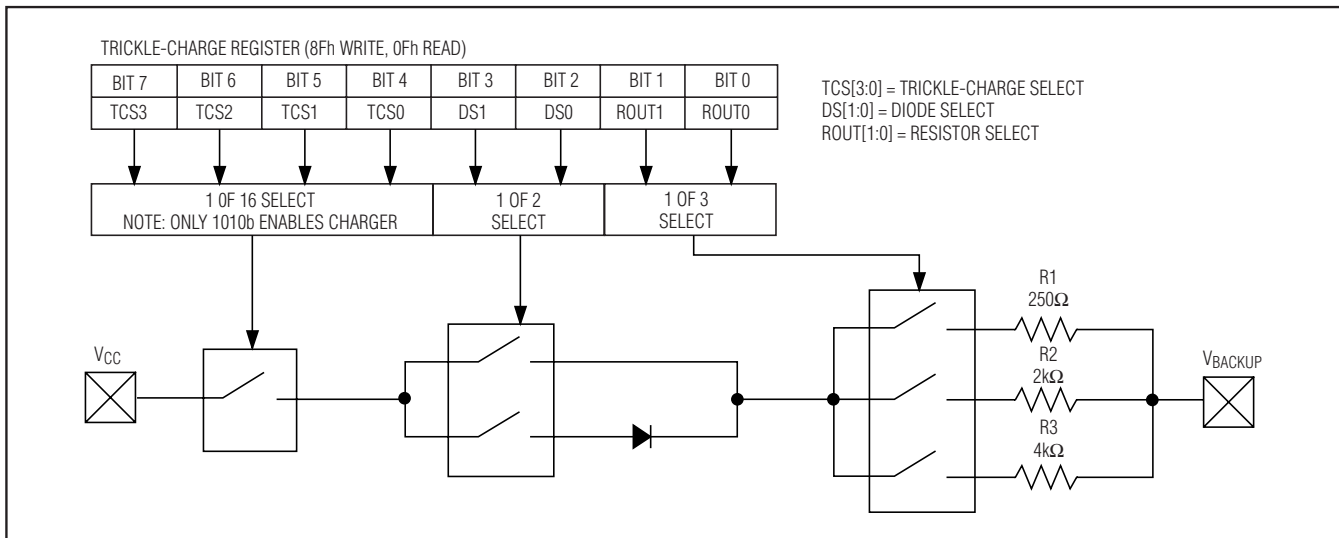 TRICKLE-CHARGE REGISTER (8Fh WRITE, 0Fh READ)
BIT 7 BIT 6 BIT 5 BIT 4 BIT 3 BIT 2 BIT 1 BIT 0
TCS3 TCS2 TCS1 TCS0 DS1 DS0 ROUT1 ROUT0
TCS[3:0] = TRICKLE-CHARGE SELECT
DS[1:0] = DIODE SELECT
ROUT[1:0] = RESISTOR SELECT
1 OF 16 SELECT
NOTE: ONLY 1010b ENABLES CHARGER
1 OF 2
SELECT
1 OF 3
SELECT
VCC
R1
250Ω
R2
2kΩ
R3
4kΩ
VBACKUP